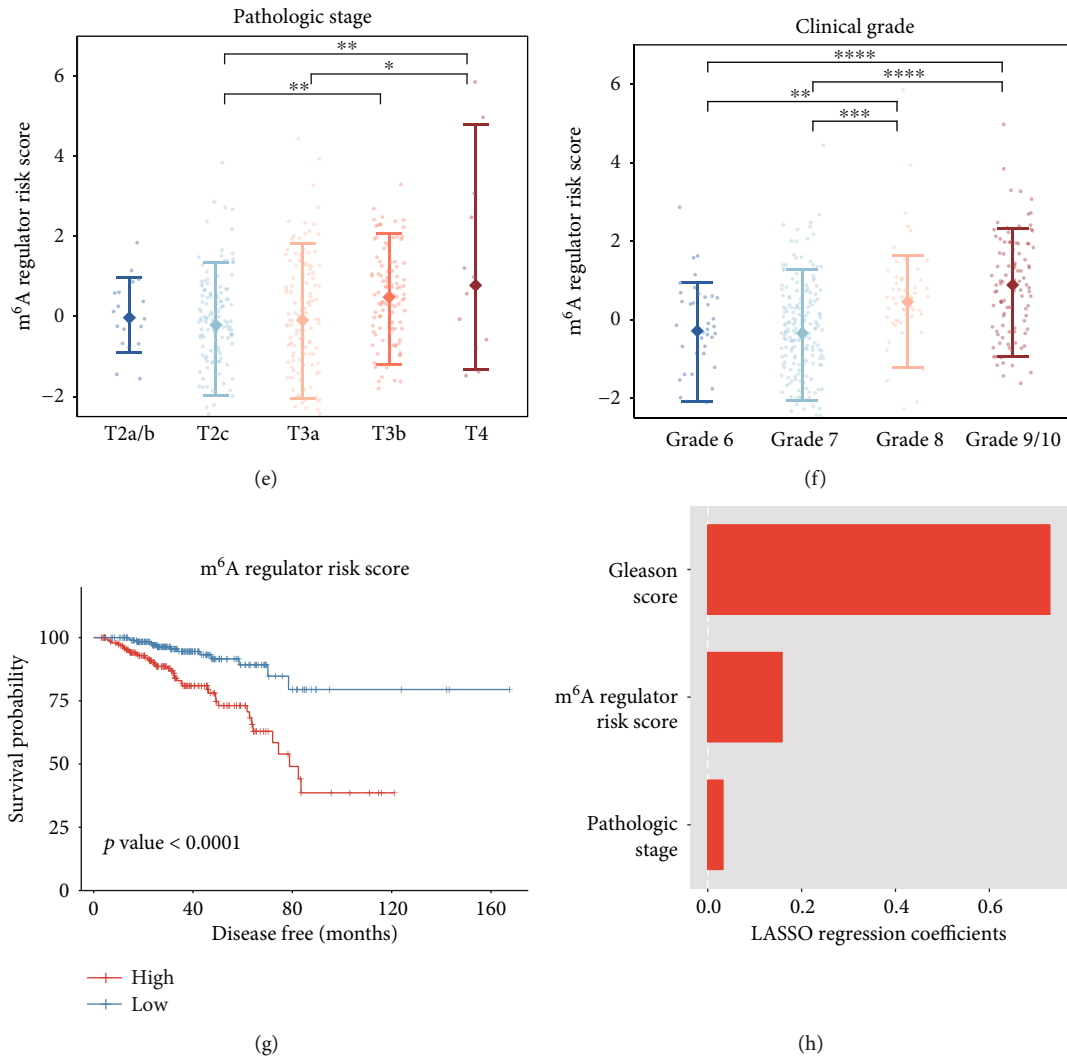 Pathologic stage
**
*
**
m⁶A regulator risk score
6
4
2
0
−2
T2a/b
T2c
T3a
T3b
T4
(e)
Clinical grade
****
****
**
***
m⁶A regulator risk score
6
4
2
0
−2
Grade 6
Grade 7
Grade 8
Grade 9/10
(f)
m⁶A regulator risk score
Survival probability
100
75
50
25
0
p value < 0.0001
0
40
80
120
160
Disease free (months)
High
Low
(g)
Gleason
score
m⁶A regulator
risk score
Pathologic
stage
0.0
0.2
0.4
0.6
LASSO regression coefficients
(h)